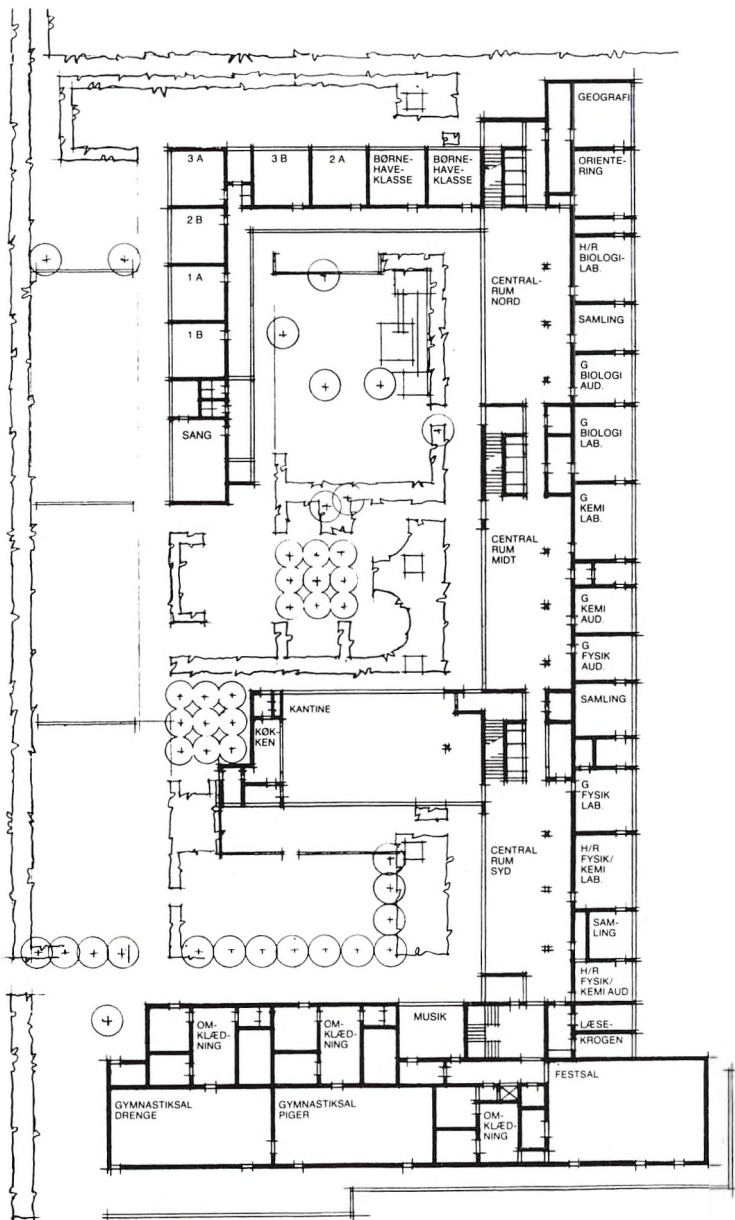 GEOGRAFI
3 A
3 B
2 A
BØRNE-
HAVE-
KLASSE
BØRNE-
HAVE-
KLASSE
ORIENTE-
RING
2 B
H/R
BIOLOGI-
LAB.
1 A
CENTRAL-
RUM
NORD
SAMLING
1 B
G
BIOLOGI
AUD.
SANG
G
BIOLOGI
LAB.
G
KEMI
LAB.
CENTRAL
RUM
MIDT
G
KEMI
AUD.
G
FYSIK
AUD.
SAMLING
KANTINE
KØK-
KEN
G
FYSIK
LAB.
CENTRAL
RUM
SYD
H/R
FYSIK/
KEMI
LAB.
SAM-
LING
H/R
FYSIK/
KEMI AUD
OM-
KLÆD-
NING
OM-
KLÆD-
NING
MUSIK
LÆSE-
KROGEN
FESTSAL
GYMNASTIKSAL
DRENGE
GYMNASTIKSAL
PIGER
OM-
KLÆD-
NING